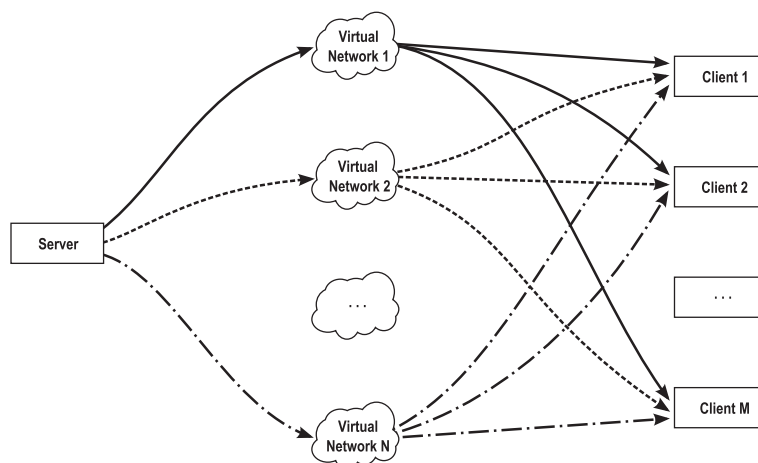 Virtual
Network 1
Client 1
Virtual
Network 2
Client 2
Server
...
...
Virtual
Network N
Client M